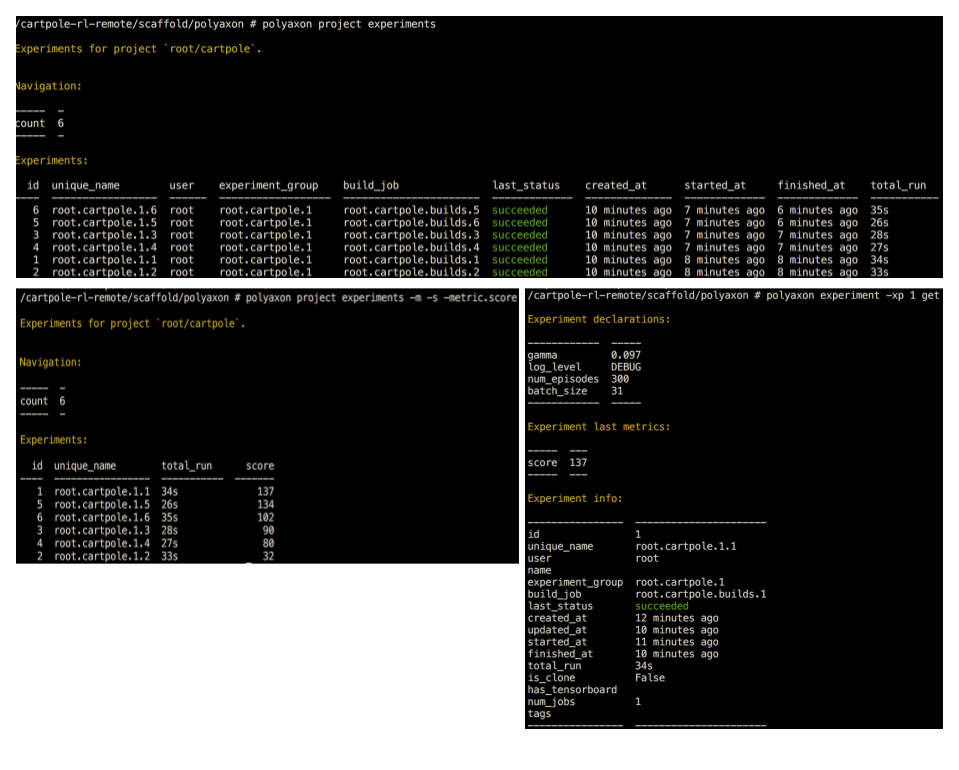 /cartpole-rl-remote/scaffold/polyaxon # polyaxon project experiments
Experiments for project `root/cartpole`.
Navigation:
----- -
count 6
----- -
Experiments:
id unique_name user experiment_group build_job last_status created_at started_at finished_at total_run
6 root.cartpole.1.6 root root.cartpole.1 root.cartpole.builds.5 succeeded 10 minutes ago 7 minutes ago 6 minutes ago 35s
5 root.cartpole.1.5 root root.cartpole.1 root.cartpole.builds.6 succeeded 10 minutes ago 7 minutes ago 6 minutes ago 26s
3 root.cartpole.1.3 root root.cartpole.1 root.cartpole.builds.3 succeeded 10 minutes ago 7 minutes ago 7 minutes ago 28s
4 root.cartpole.1.4 root root.cartpole.1 root.cartpole.builds.4 succeeded 10 minutes ago 7 minutes ago 7 minutes ago 27s
1 root.cartpole.1.1 root root.cartpole.1 root.cartpole.builds.1 succeeded 10 minutes ago 8 minutes ago 8 minutes ago 34s
2 root.cartpole.1.2 root root.cartpole.1 root.cartpole.builds.2 succeeded 10 minutes ago 8 minutes ago 8 minutes ago 33s
/cartpole-rl-remote/scaffold/polyaxon # polyaxon project experiments -m -s -metric.score
Experiments for project `root/cartpole`.
Navigation:
----- -
count 6
----- -
Experiments:
id unique_name total_run score
1 root.cartpole.1.1 34s 137
5 root.cartpole.1.5 26s 134
6 root.cartpole.1.6 35s 102
3 root.cartpole.1.3 28s 90
4 root.cartpole.1.4 27s 80
2 root.cartpole.1.2 33s 32
/cartpole-rl-remote/scaffold/polyaxon # polyaxon experiment -xp 1 get
Experiment declarations:
------------ -----
gamma 0.097
log_level DEBUG
num_episodes 300
batch_size 31
------------ -----
Experiment last metrics:
----- ---
score 137
----- ---
Experiment info:
---------------- ----------------------
id 1
unique_name root.cartpole.1.1
user root
name
experiment_group root.cartpole.1
build_job root.cartpole.builds.1
last_status succeeded
created_at 12 minutes ago
updated_at 10 minutes ago
started_at 11 minutes ago
finished_at 10 minutes ago
total_run 34s
is_clone False
has_tensorboard
num_jobs 1
tags
---------------- ----------------------